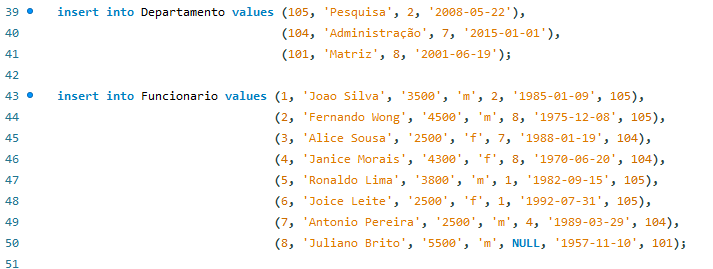 39 insert into Departamento values (105, 'Pesquisa', 2, '2008-05-22'),
40 (104, 'Administração', 7, '2015-01-01'),
41 (101, 'Matriz', 8, '2001-06-19');
42
43 insert into Funcionario values (1, 'Joao Silva', '3500', 'm', 2, '1985-01-09', 105),
44 (2, 'Fernando Wong', '4500', 'm', 8, '1975-12-08', 105),
45 (3, 'Alice Sousa', '2500', 'f', 7, '1988-01-19', 104),
46 (4, 'Janice Morais', '4300', 'f', 8, '1970-06-20', 104),
47 (5, 'Ronaldo Lima', '3800', 'm', 1, '1982-09-15', 105),
48 (6, 'Joice Leite', '2500', 'f', 1, '1992-07-31', 105),
49 (7, 'Antonio Pereira', '2500', 'm', 4, '1989-03-29', 104),
50 (8, 'Juliano Brito', '5500', 'm', NULL, '1957-11-10', 101);
51